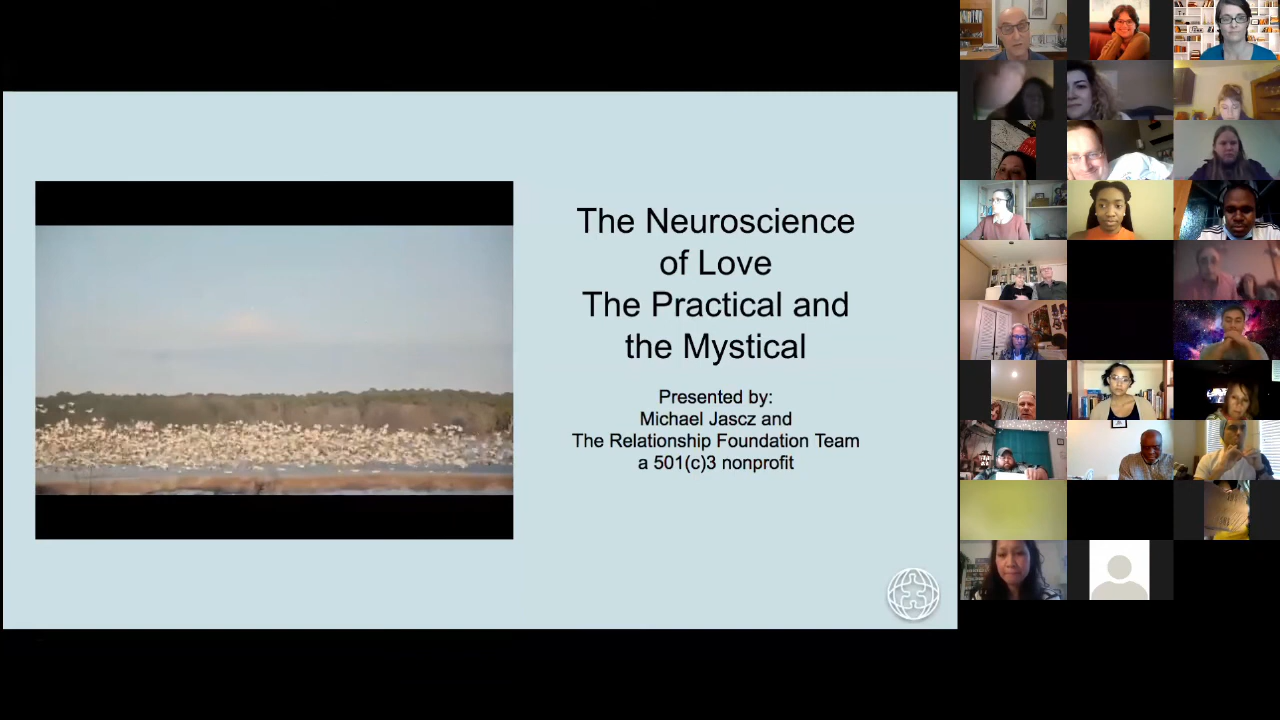 The Neuroscience
of Love
The Practical and
the Mystical
Presented by:
Michael Jascz and
The Relationship Foundation Team
a 501(c)3 nonprofit